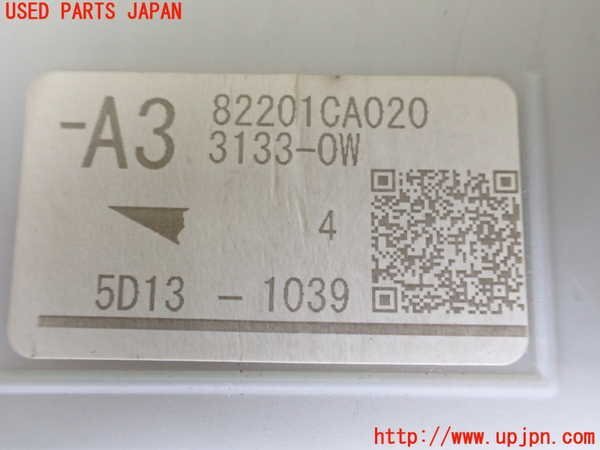 USED PARTS JAPAN
-A3
82201CA020
3133-0W
4
5D13 - 1039
http://www.upjpn.com/